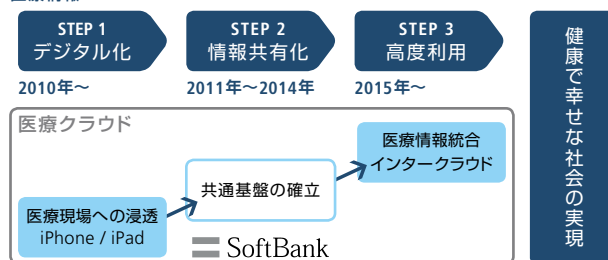 STEP 1
デジタル化
STEP 2
情報共有化
STEP 3
高度利用
2010年～
2011年～2014年
2015年～
健康で幸せな社会の実現
医療クラウド
医療情報統合
インタークラウド
共通基盤の確立
医療現場への浸透
iPhone / iPad
SoftBank